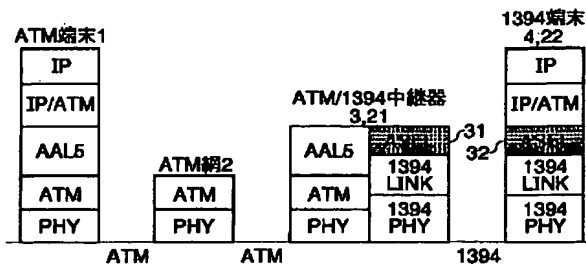 ATM端末1
IP
IP/ATM
AAL5
ATM
PHY
ATM網2
ATM
PHY
ATM/1394中継器
3,21
AAL5
ATM
PHY
31
1394
LINK
1394
PHY
1394端末
4,22
IP
IP/ATM
32
1394
LINK
1394
PHY
ATM
ATM
1394